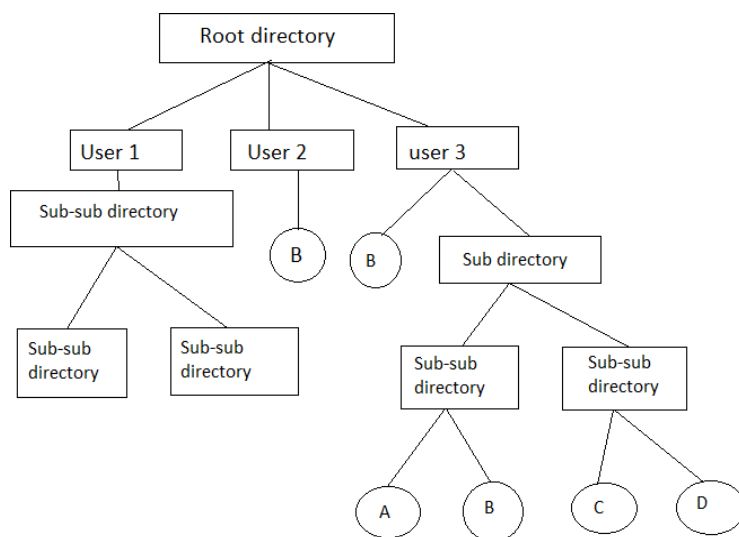 Root directory
User 1
User 2
user 3
Sub-sub directory
B
B
Sub directory
Sub-sub
directory
Sub-sub
directory
Sub-sub
directory
Sub-sub
directory
A
B
C
D